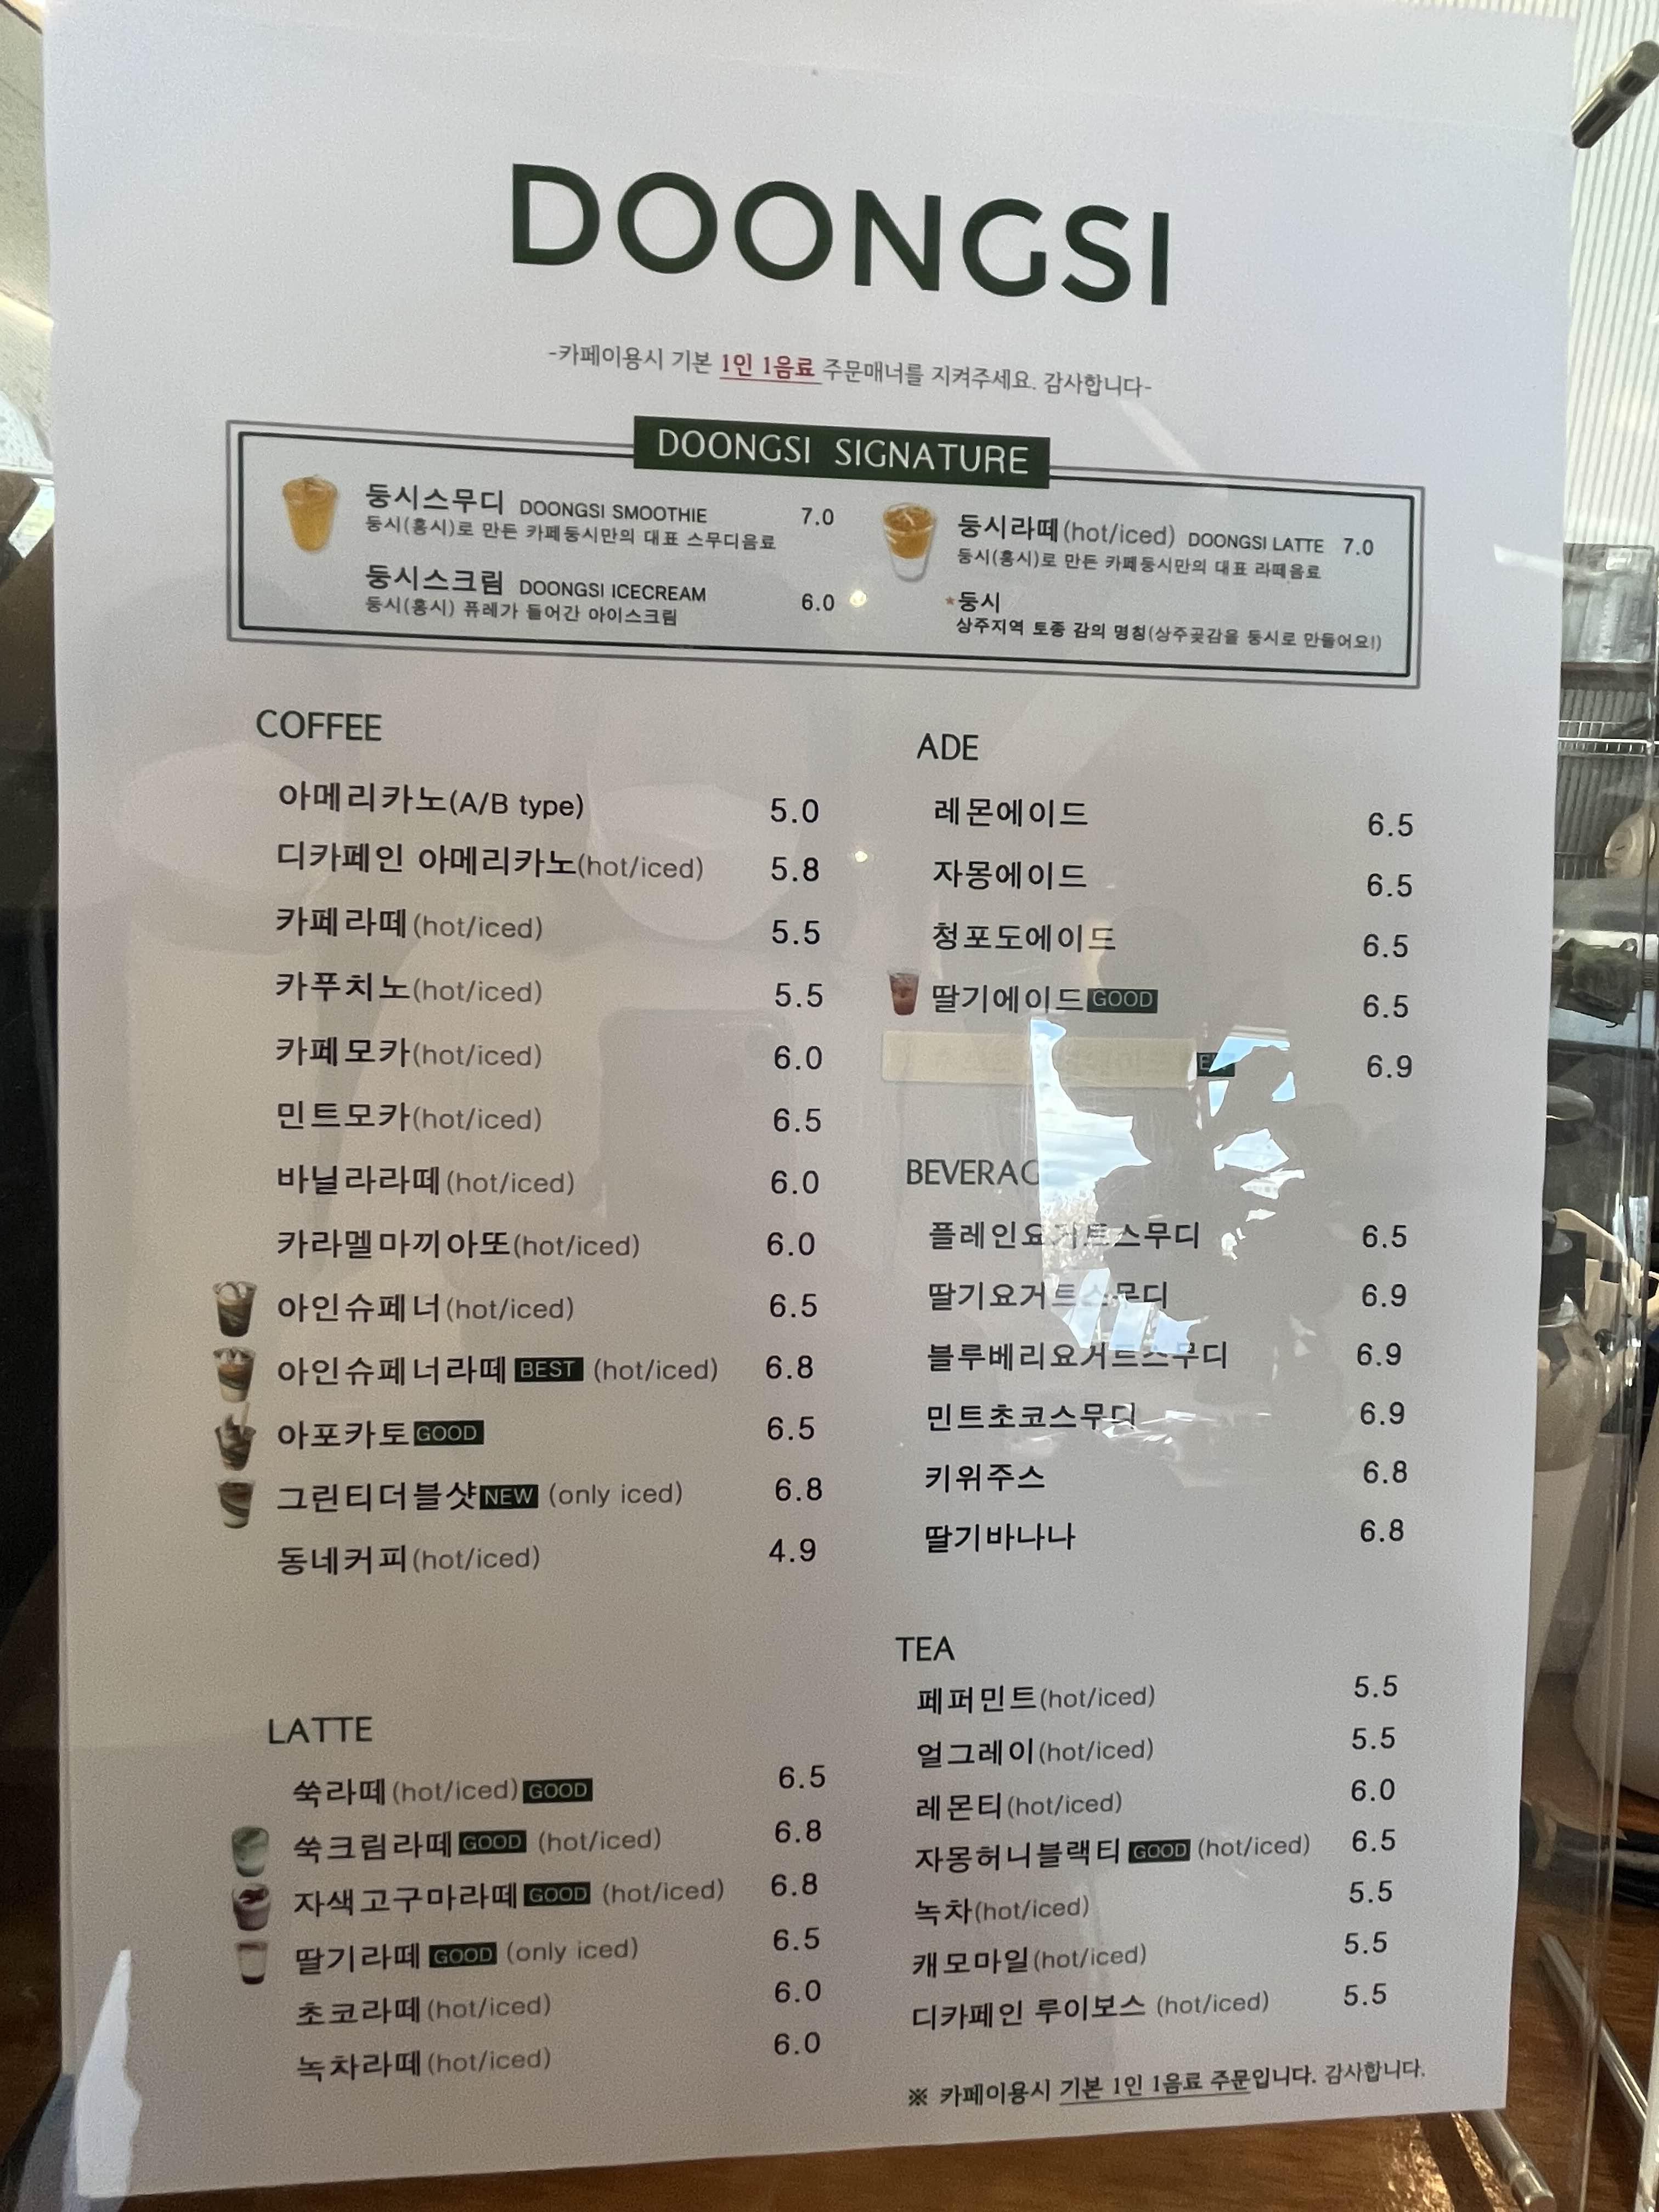 DOONGSI
-카페이용시 기본 1인 1음료 주문매너를 지켜주세요. 감사합니다-
DOONGSI SIGNATURE
둥시스무디 DOONGSI SMOOTHIE 7.0
둥시(홍시)로 만든 카페둥시만의 대표 스무디음료
둥시스크림 DOONGSI ICECREAM 6.0
둥시(홍시) 퓨레가 들어간 아이스크림
둥시라떼(hot/iced) DOONGSI LATTE 7.0
둥시(홍시)로 만든 카페둥시만의 대표 라떼음료
*둥시
상주지역 토종 감의 명칭(상주곶감을 둥시로 만들어요!)
COFFEE
아메리카노(A/B type) 5.0
디카페인 아메리카노(hot/iced) 5.8
카페라떼(hot/iced) 5.5
카푸치노(hot/iced) 5.5
카페모카(hot/iced) 6.0
민트모카(hot/iced) 6.5
바닐라라떼(hot/iced) 6.0
카라멜마끼아또(hot/iced) 6.0
아인슈페너(hot/iced) 6.5
아인슈페너라떼 BEST (hot/iced) 6.8
아포카토 GOOD 6.5
그린티더블샷 NEW (only iced) 6.8
동네커피(hot/iced) 4.9
LATTE
쑥라떼(hot/iced) GOOD 6.5
쑥크림라떼 GOOD (hot/iced) 6.8
자색고구마라떼 GOOD (hot/iced) 6.8
딸기라떼 GOOD (only iced) 6.5
초코라떼(hot/iced) 6.0
녹차라떼(hot/iced) 6.0
ADE
레몬에이드 6.5
자몽에이드 6.5
청포도에이드 6.5
딸기에이드 GOOD 6.5
6.9
BEVERAG
플레인요거트스무디 6.5
딸기요거트스무디 6.9
블루베리요거트스무디 6.9
민트초코스무디 6.9
키위주스 6.8
딸기바나나 6.8
TEA
페퍼민트(hot/iced) 5.5
얼그레이(hot/iced) 5.5
레몬티(hot/iced) 6.0
자몽허니블랙티 GOOD (hot/iced) 6.5
녹차(hot/iced) 5.5
캐모마일(hot/iced) 5.5
디카페인 루이보스 (hot/iced) 5.5
※ 카페이용시 기본 1인 1음료 주문입니다. 감사합니다.